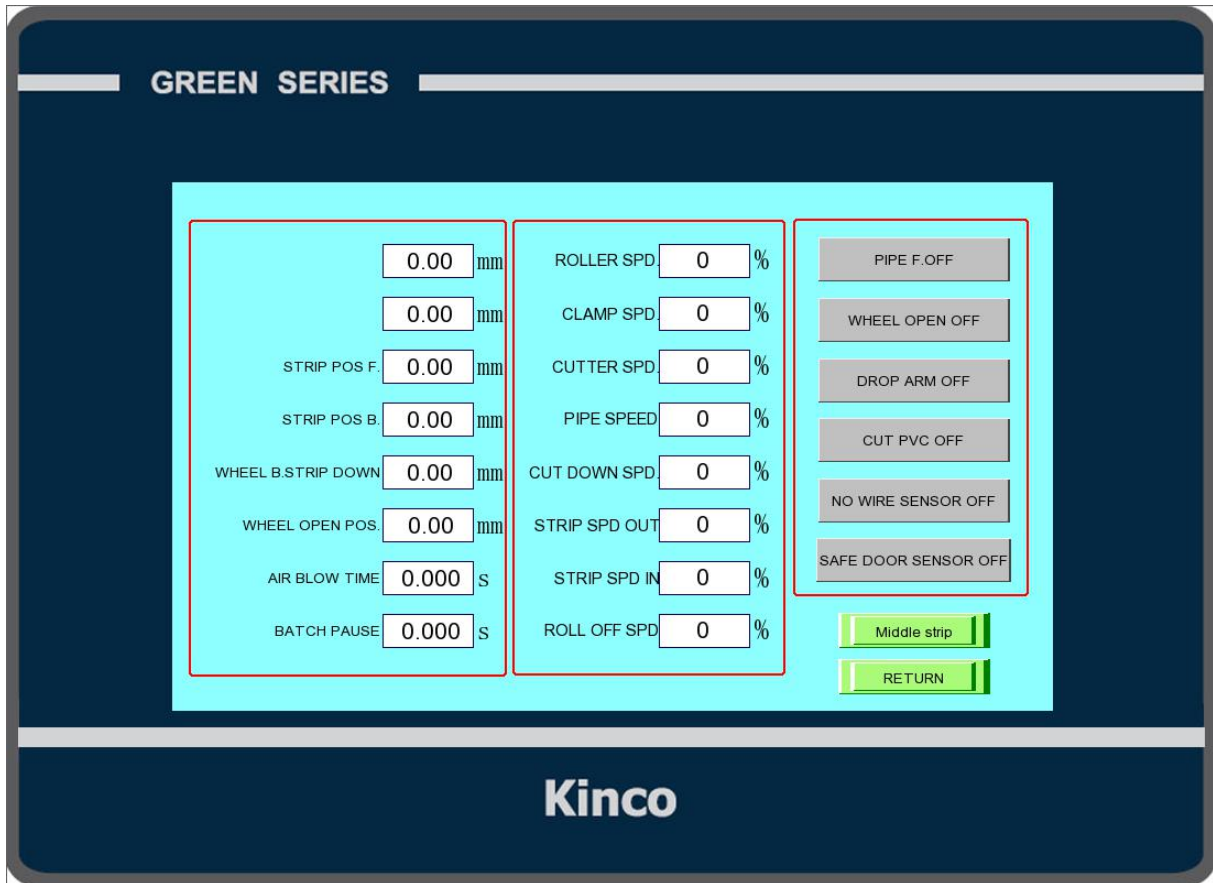 GREEN SERIES
0.00 mm
0.00 mm
STRIP POS F. 0.00 mm
STRIP POS B. 0.00 mm
WHEEL B.STRIP DOWN 0.00 mm
WHEEL OPEN POS. 0.00 mm
AIR BLOW TIME 0.000 s
BATCH PAUSE 0.000 s
ROLLER SPD. 0 %
CLAMP SPD. 0 %
CUTTER SPD. 0 %
PIPE SPEED 0 %
CUT DOWN SPD. 0 %
STRIP SPD OUT 0 %
STRIP SPD IN 0 %
ROLL OFF SPD 0 %
PIPE F.OFF
WHEEL OPEN OFF
DROP ARM OFF
CUT PVC OFF
NO WIRE SENSOR OFF
SAFE DOOR SENSOR OFF
Middle strip
RETURN
Kinco